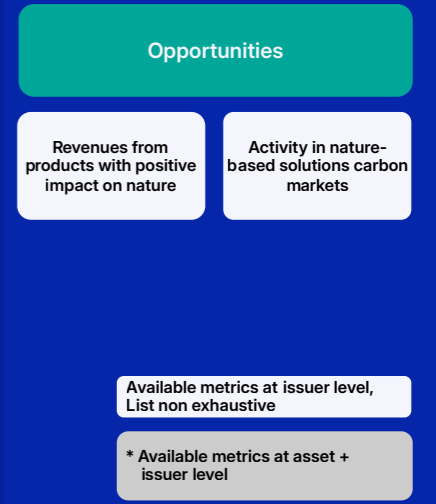 Opportunities
Revenues from
products with positive
impact on nature
Activity in nature-
based solutions carbon
markets
Available metrics at issuer level,
List non exhaustive
* Available metrics at asset +
issuer level